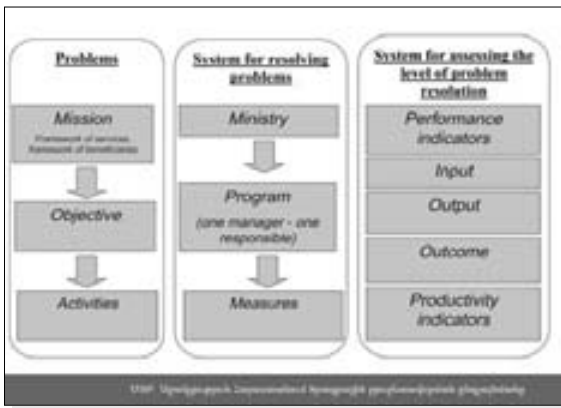 Problems
Mission
Framework of services,
framework of beneficiaries
Objective
Activities
System for resolving
problems
Ministry
Program
(one manager - one
responsible)
Measures
System for assessing the
level of problem
resolution
Performance
indicators
Input
Output
Outcome
Productivity
indicators